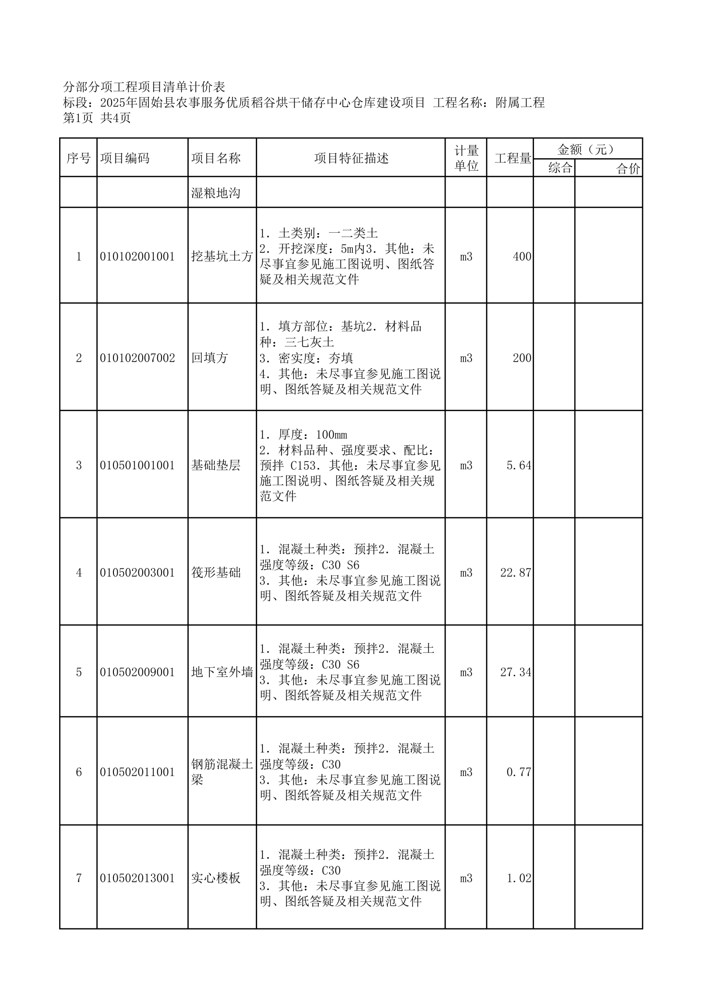 分部分项工程项目清单计价表
标段：2025年固始县农事服务优质稻谷烘干储存中心仓库建设项目 工程名称：附属工程
第1页 共4页
序号 项目编码 项目名称 项目特征描述 计量单位 工程量 金额（元）
综合 合价
湿粮地沟
1 010102001001 挖基坑土方
1. 土类别：一二类土
2. 开挖深度：5m内3. 其他：未
尽事宜参见施工图说明、图纸答
疑及相关规范文件
m3 400
2 010102007002 回填方
1. 填方部位：基坑2. 材料品
种：三七灰土
3. 密实度：夯填
4. 其他：未尽事宜参见施工图说
明、图纸答疑及相关规范文件
m3 200
3 010501001001 基础垫层
1. 厚度：100mm
2. 材料品种、强度要求、配比：
预拌 C153. 其他：未尽事宜参见
施工图说明、图纸答疑及相关规
范文件
m3 5.64
4 010502003001 筏形基础
1. 混凝土种类：预拌2. 混凝土
强度等级：C30 S6
3. 其他：未尽事宜参见施工图说
明、图纸答疑及相关规范文件
m3 22.87
5 010502009001 地下室外墙
1. 混凝土种类：预拌2. 混凝土
强度等级：C30 S6
3. 其他：未尽事宜参见施工图说
明、图纸答疑及相关规范文件
m3 27.34
6 010502011001 钢筋混凝土
梁
1. 混凝土种类：预拌2. 混凝土
强度等级：C30
3. 其他：未尽事宜参见施工图说
明、图纸答疑及相关规范文件
m3 0.77
7 010502013001 实心楼板
1. 混凝土种类：预拌2. 混凝土
强度等级：C30
3. 其他：未尽事宜参见施工图说
明、图纸答疑及相关规范文件
m3 1.02